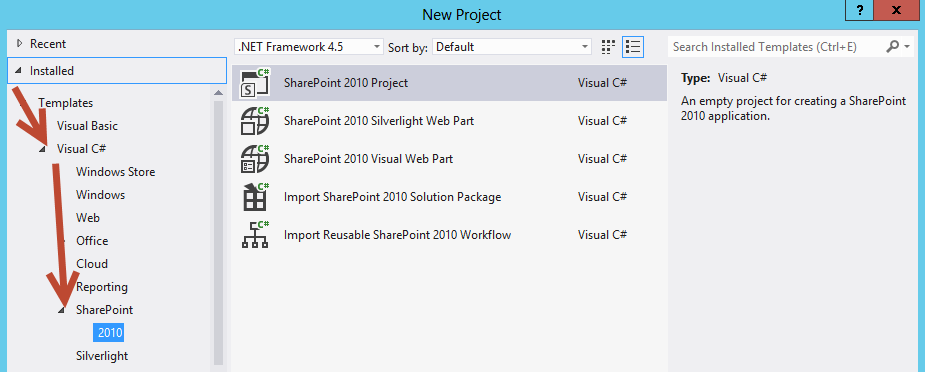 New Project
?
X
Recent
Installed
Templates
Visual Basic
Visual C#
Windows Store
Windows
Web
Office
Cloud
Reporting
SharePoint
2010
Silverlight
.NET Framework 4.5 Sort by: Default
C# S SharePoint 2010 Project Visual C#
C# SharePoint 2010 Silverlight Web Part Visual C#
C# SharePoint 2010 Visual Web Part Visual C#
C# Import SharePoint 2010 Solution Package Visual C#
C# Import Reusable SharePoint 2010 Workflow Visual C#
Search Installed Templates (Ctrl+E)
Type: Visual C#
An empty project for creating a SharePoint
2010 application.